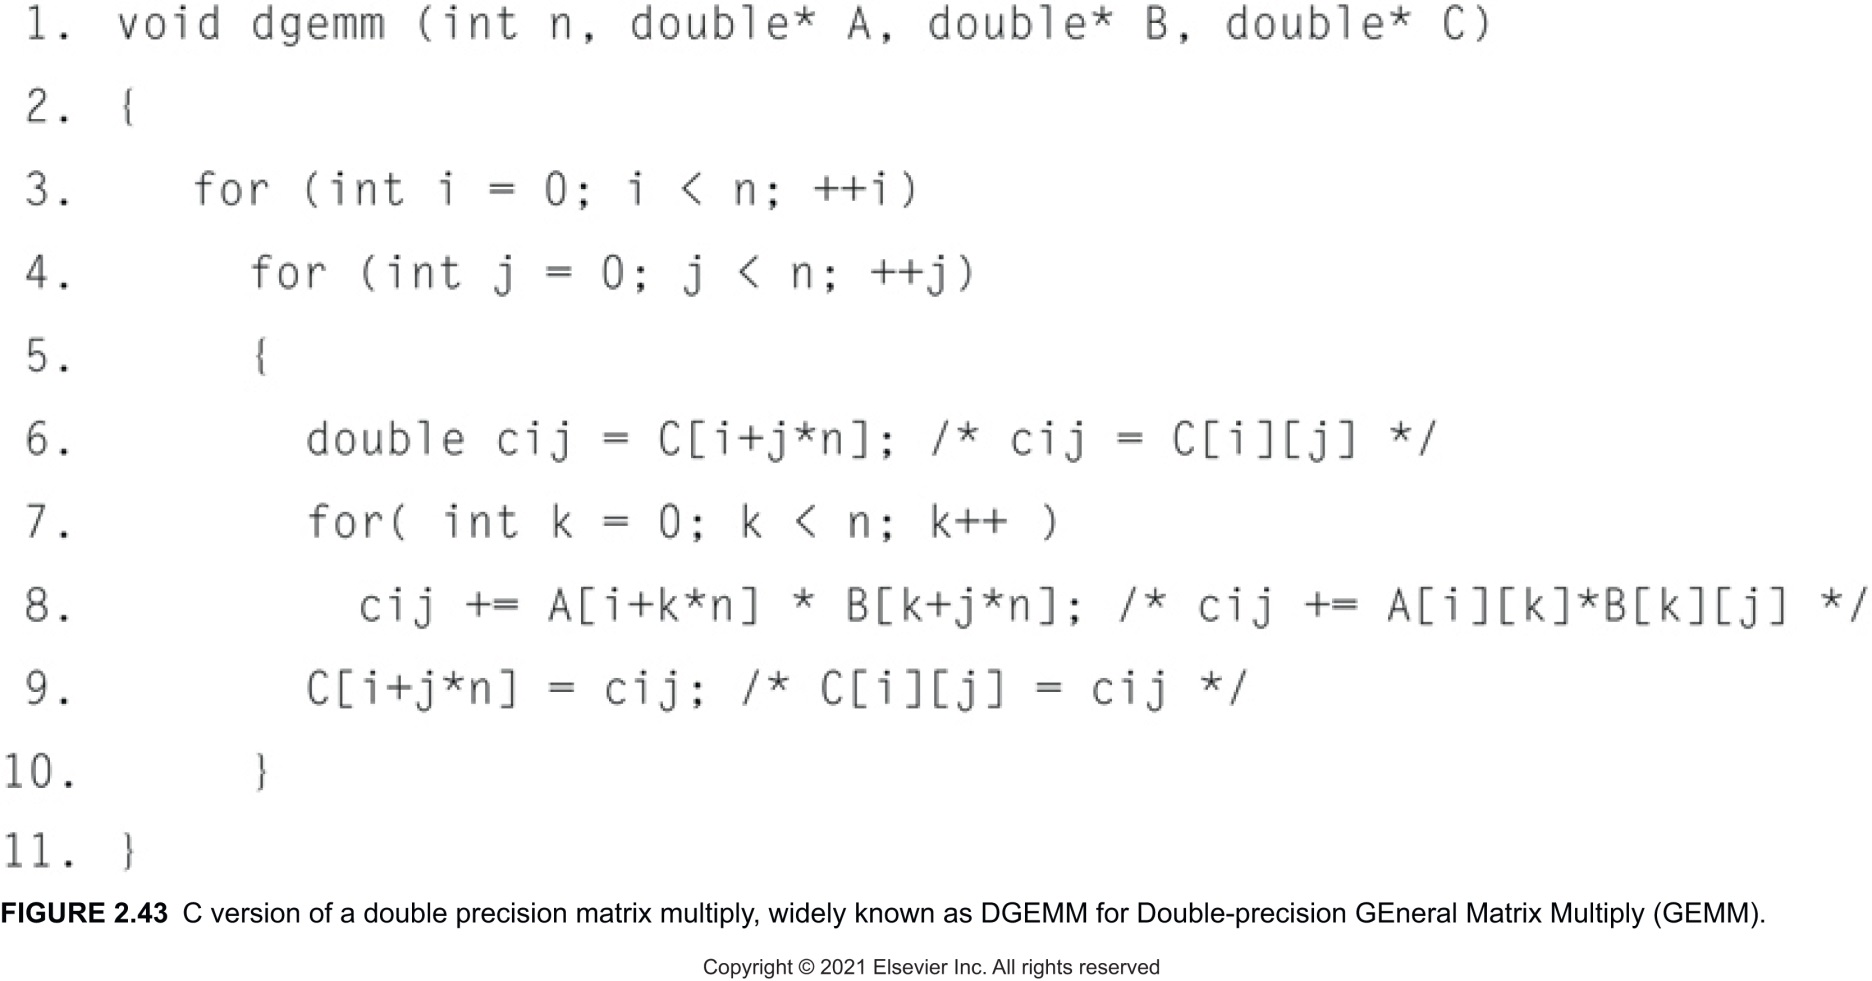 1. void dgemm (int n, double* A, double* B, double* C)
2. {
3. for (int i = 0; i < n; ++i)
4. for (int j = 0; j < n; ++j)
5. {
6. double cij = C[i+j*n]; /* cij = C[i][j] */
7. for( int k = 0; k < n; k++ )
8. cij += A[i+k*n] * B[k+j*n]; /* cij += A[i][k]*B[k][j] */
9. C[i+j*n] = cij; /* C[i][j] = cij */
10. }
11. }
FIGURE 2.43 C version of a double precision matrix multiply, widely known as DGEMM for Double-precision GEneral Matrix Multiply (GEMM).
Copyright © 2021 Elsevier Inc. All rights reserved